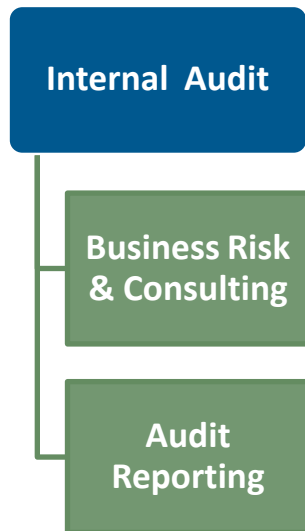 Internal Audit
Business Risk
& Consulting
Audit
Reporting